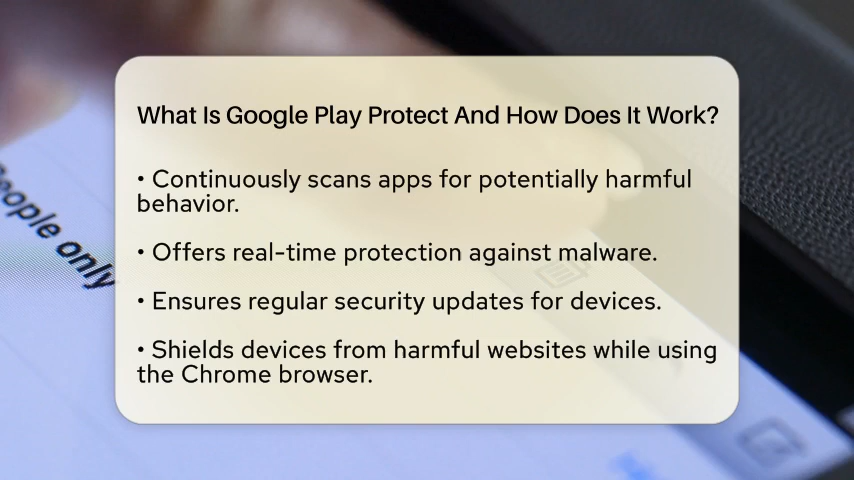 What Is Google Play Protect And How Does It Work?
• Continuously scans apps for potentially harmful
behavior.
• Offers real-time protection against malware.
• Ensures regular security updates for devices.
• Shields devices from harmful websites while using
the Chrome browser.
people only